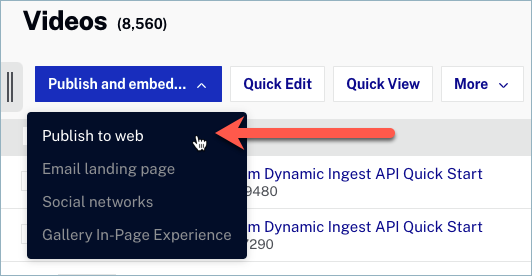 Videos (8,560)
Publish and embed... Quick Edit Quick View More
Publish to web
Email landing page
Social networks
Gallery In-Page Experience
m Dynamic Ingest API Quick Start
9480
m Dynamic Ingest API Quick Start
7290